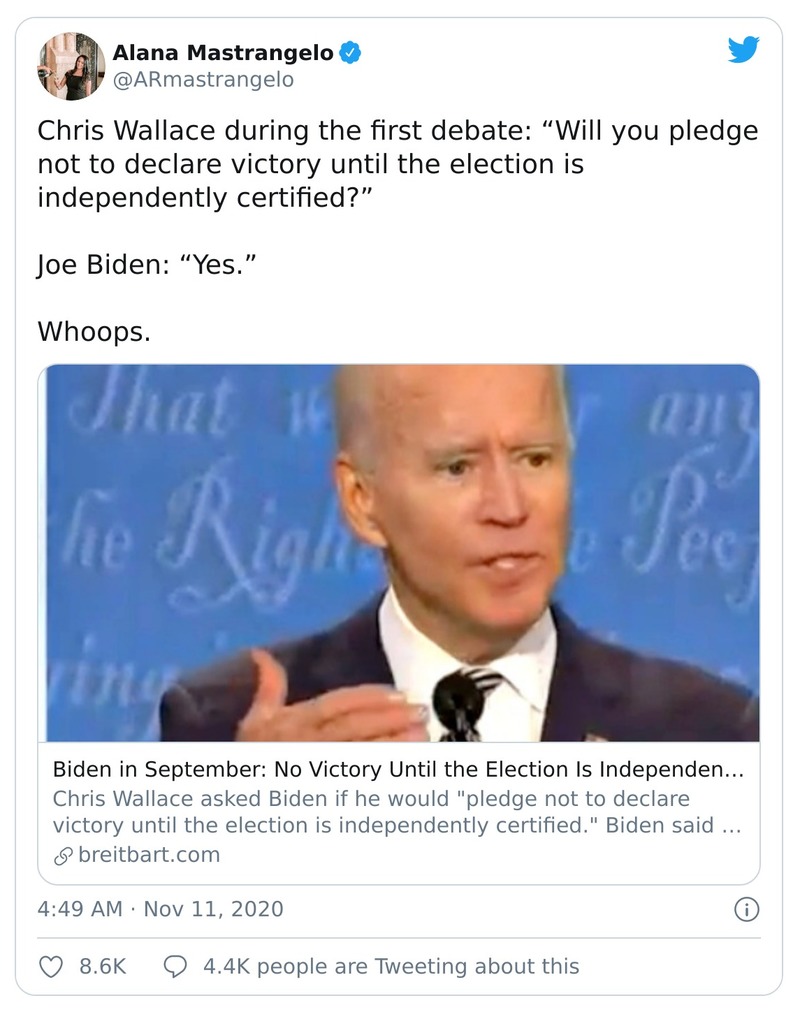 Alana Mastrangelo
@ARmastrangelo
Chris Wallace during the first debate: “Will you pledge
not to declare victory until the election is
independently certified?”
Joe Biden: “Yes.”
Whoops.
That w any
he Righ e Peop
ying
Biden in September: No Victory Until the Election Is Independen...
Chris Wallace asked Biden if he would "pledge not to declare
victory until the election is independently certified." Biden said ...
breitbart.com
4:49 AM · Nov 11, 2020
8.6K 4.4K people are Tweeting about this